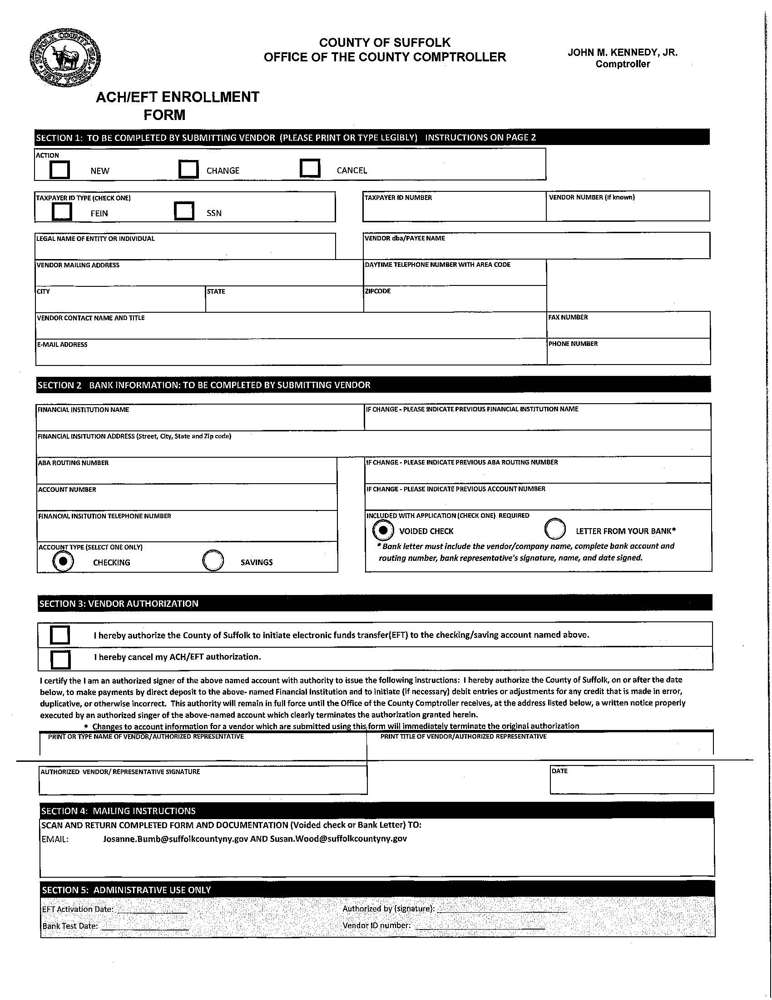 SUFFOLK COUNTY SEAL
NEW YORK
COUNTY OF SUFFOLK
OFFICE OF THE COUNTY COMPTROLLER
JOHN M. KENNEDY, JR.
Comptroller
ACH/EFT ENROLLMENT
FORM
SECTION 1: TO BE COMPLETED BY SUBMITTING VENDOR (PLEASE PRINT OR TYPE LEGIBLY) INSTRUCTIONS ON PAGE 2
ACTION
NEW CHANGE CANCEL
TAXPAYER ID TYPE (CHECK ONE) TAXPAYER ID NUMBER VENDOR NUMBER (If known)
FEIN SSN
LEGAL NAME OF ENTITY OR INDIVIDUAL VENDOR dba/PAYEE NAME
VENDOR MAILING ADDRESS DAYTIME TELEPHONE NUMBER WITH AREA CODE
CITY STATE ZIPCODE
VENDOR CONTACT NAME AND TITLE FAX NUMBER
E-MAIL ADDRESS PHONE NUMBER
SECTION 2 BANK INFORMATION: TO BE COMPLETED BY SUBMITTING VENDOR
FINANCIAL INSTITUTION NAME IF CHANGE - PLEASE INDICATE PREVIOUS FINANCIAL INSTITUTION NAME
FINANCIAL INSITUTION ADDRESS (Street, City, State and Zip code)
ABA ROUTING NUMBER IF CHANGE - PLEASE INDICATE PREVIOUS ABA ROUTING NUMBER
ACCOUNT NUMBER IF CHANGE - PLEASE INDICATE PREVIOUS ACCOUNT NUMBER
FINANCIAL INSITUTION TELEPHONE NUMBER INCLUDED WITH APPLICATION (CHECK ONE) REQUIRED
VOIDED CHECK LETTER FROM YOUR BANK*
ACCOUNT TYPE (SELECT ONE ONLY) * Bank letter must include the vendor/company name, complete bank account and
CHECKING SAVINGS routing number, bank representative's signature, name, and date signed.
SECTION 3: VENDOR AUTHORIZATION
I hereby authorize the County of Suffolk to initiate electronic funds transfer(EFT) to the checking/saving account named above.
I hereby cancel my ACH/EFT authorization.
I certify the I am an authorized signer of the above named account with authority to issue the following instructions: I hereby authorize the County of Suffolk, on or after the date
below, to make payments by direct deposit to the above- named Financial Institution and to initiate (if necessary) debit entries or adjustments for any credit that is made in error,
duplicative, or otherwise incorrect. This authority will remain in full force until the Office of the County Comptroller receives, at the address listed below, a written notice properly
executed by an authorized singer of the above-named account which clearly terminates the authorization granted herein.
* Changes to account information for a vendor which are submitted using this form will immediately terminate the original authorization
PRINT OR TYPE NAME OF VENDOR/AUTHORIZED REPRESENTATIVE PRINT TITLE OF VENDOR/AUTHORIZED REPRESENTATIVE
AUTHORIZED VENDOR/ REPRESENTATIVE SIGNATURE DATE
SECTION 4: MAILING INSTRUCTIONS
SCAN AND RETURN COMPLETED FORM AND DOCUMENTATION (Voided check or Bank Letter) TO:
EMAIL: Josanne.Bumb@suffolkcountyny.gov AND Susan.Wood@suffolkcountyny.gov
SECTION 5: ADMINISTRATIVE USE ONLY
EFT Activation Date: Authorized by (signature):
Bank Test Date: Vendor ID number: